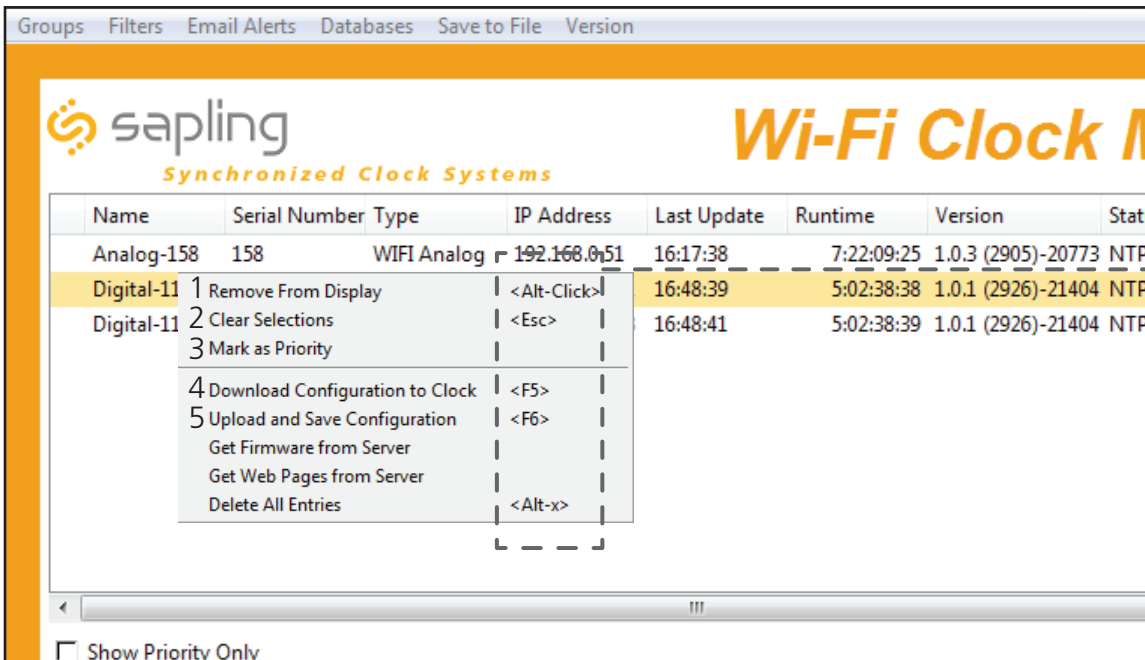 Groups Filters Email Alerts Databases Save to File Version
sapling Wi-Fi Clock
Synchronized Clock Systems
Name Serial Number Type IP Address Last Update Runtime Version Stat
Analog-158 158 WIFI Analog 192.168.0.51 16:17:38 7:22:09:25 1.0.3 (2905)-20773 NTP
Digital-11 16:48:39 5:02:38:38 1.0.1 (2926)-21404 NTP
1 Remove From Display <Alt-Click>
2 Clear Selections <Esc>
Digital-11 16:48:41 5:02:38:39 1.0.1 (2926)-21404 NTP
3 Mark as Priority
4 Download Configuration to Clock <F5>
5 Upload and Save Configuration <F6>
Get Firmware from Server
Get Web Pages from Server
Delete All Entries <Alt-x>
Show Priority Only